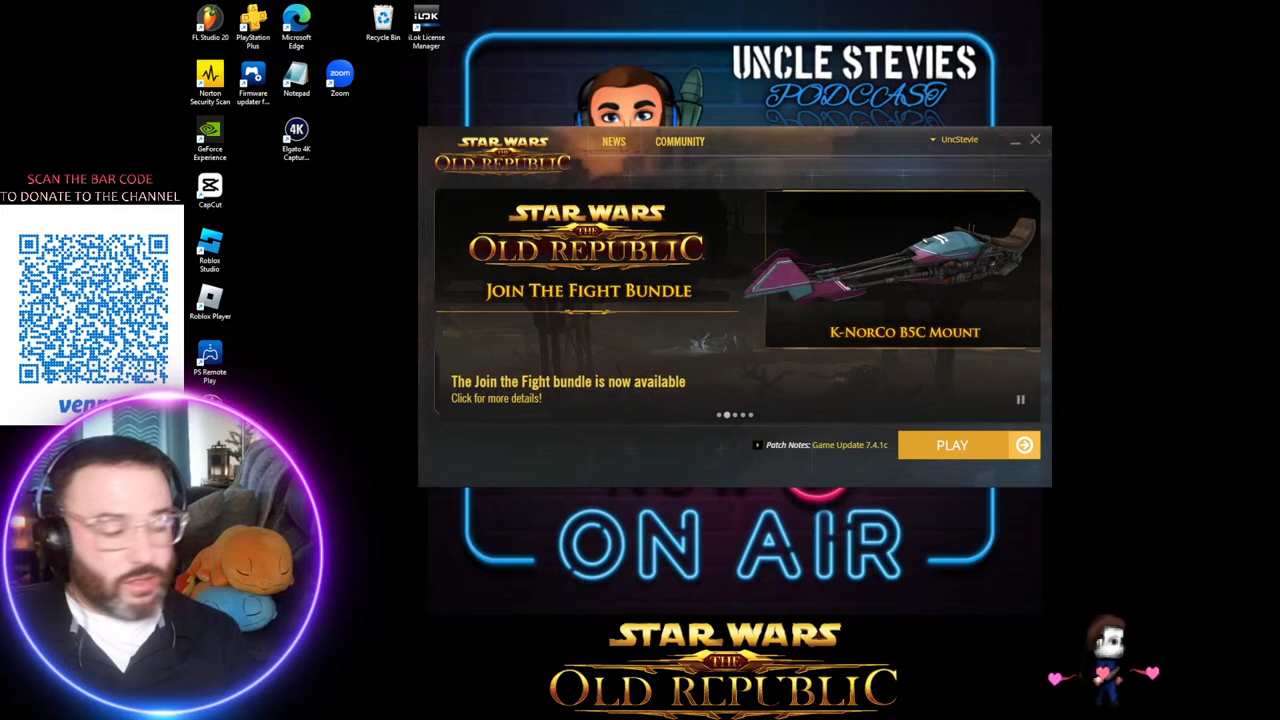 FL Studio 20
PlayStation
Plus
Microsoft
Edge
Recycle Bin
iLOK
iLok License
Manager
Norton
Security Scan
Firmware
updater f...
Notepad
zoom
Zoom
GeForce
Experience
4K
Elgato 4K
Captur...
CapCut
Roblox
Studio
Roblox Player
PS Remote
Play
SCAN THE BAR CODE
TO DONATE TO THE CHANNEL
UNCLE STEVIES
PODCAST
STAR WARS
THE
OLD REPUBLIC
NEWS
COMMUNITY
UncStevie
STAR WARS
THE
OLD REPUBLIC
JOIN THE FIGHT BUNDLE
K-NORCO B5C MOUNT
The Join the Fight bundle is now available
Click for more details!
Patch Notes: Game Update 7.4.1c
PLAY
ON AIR
STAR WARS
THE
OLD REPUBLIC